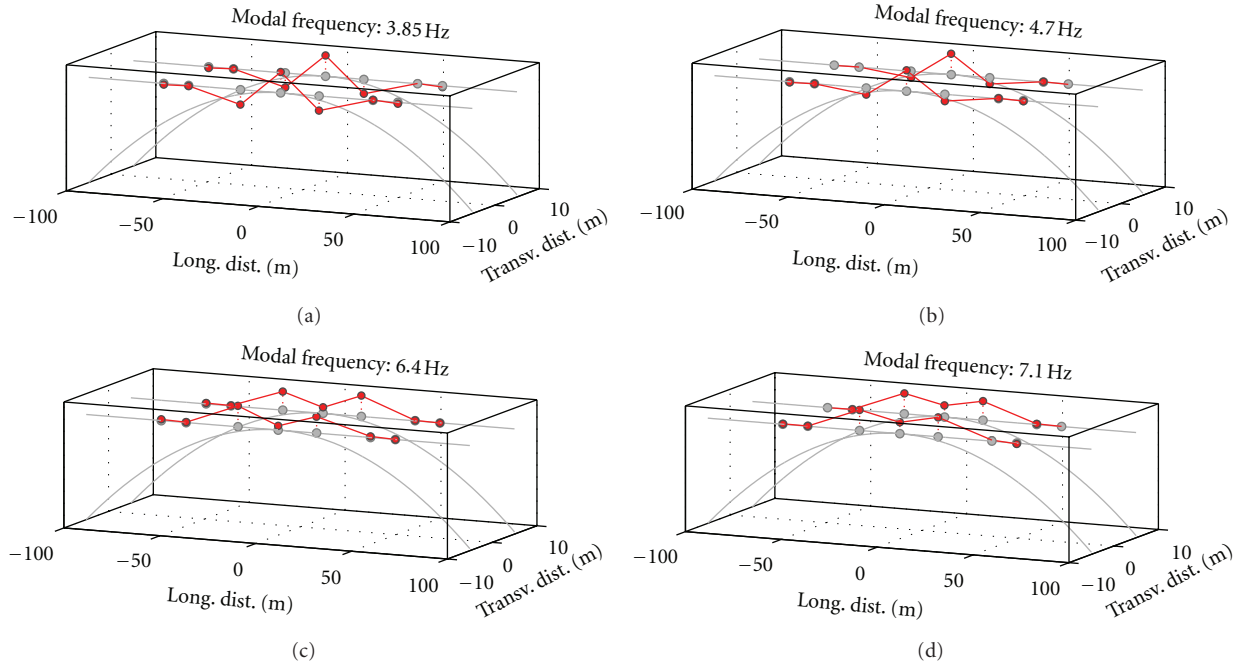 Modal frequency: 3.85 Hz
−100
−50
0
50
100
−10
0
10
Long. dist. (m)
Transv. dist. (m)
(a)
Modal frequency: 4.7 Hz
−100
−50
0
50
100
−10
0
10
Long. dist. (m)
Transv. dist. (m)
(b)
Modal frequency: 6.4 Hz
−100
−50
0
50
100
−10
0
10
Long. dist. (m)
Transv. dist. (m)
(c)
Modal frequency: 7.1 Hz
−100
−50
0
50
100
−10
0
10
Long. dist. (m)
Transv. dist. (m)
(d)